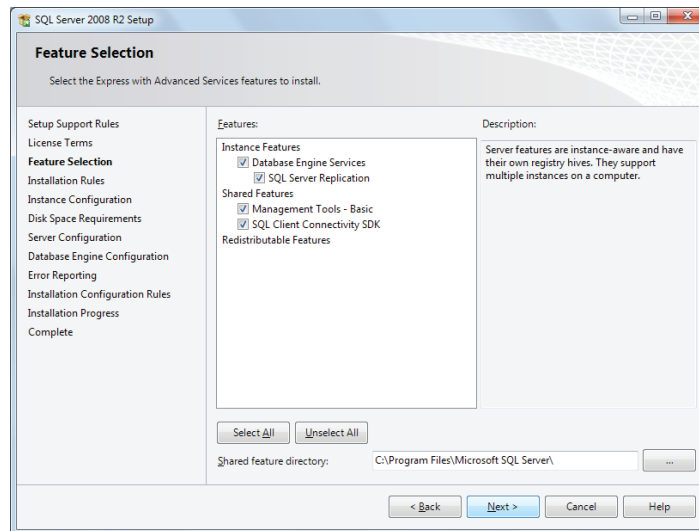 SQL Server 2008 R2 Setup
Feature Selection
Select the Express with Advanced Services features to install.
Setup Support Rules
License Terms
Feature Selection
Installation Rules
Instance Configuration
Disk Space Requirements
Server Configuration
Database Engine Configuration
Error Reporting
Installation Configuration Rules
Installation Progress
Complete
Features:
Instance Features
Database Engine Services
SQL Server Replication
Shared Features
Management Tools - Basic
SQL Client Connectivity SDK
Redistributable Features
Description:
Server features are instance-aware and have
their own registry hives. They support
multiple instances on a computer.
Select All
Unselect All
Shared feature directory:
C:\Program Files\Microsoft SQL Server\
...
< Back
Next >
Cancel
Help